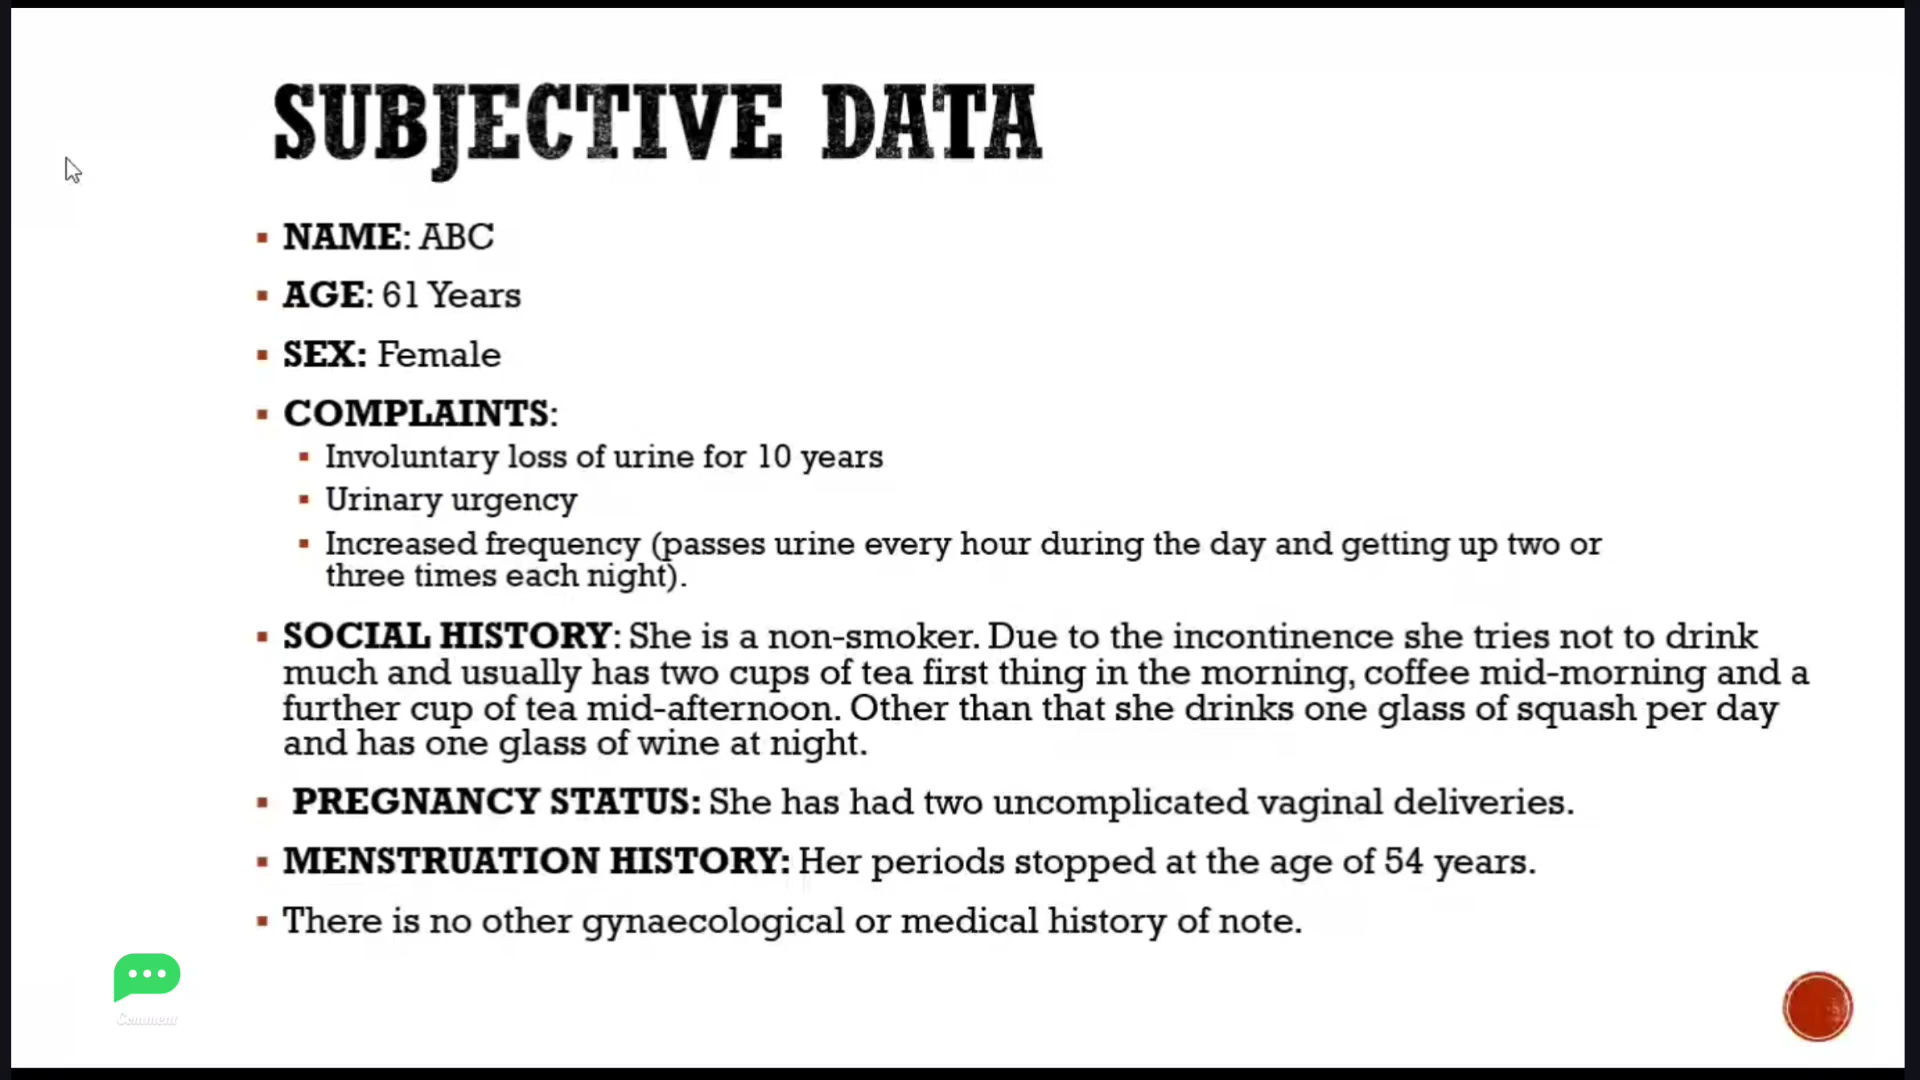 SUBJECTIVE DATA
NAME: ABC
AGE: 61 Years
SEX: Female
COMPLAINTS:
Involuntary loss of urine for 10 years
Urinary urgency
Increased frequency (passes urine every hour during the day and getting up two or
three times each night).
SOCIAL HISTORY: She is a non-smoker. Due to the incontinence she tries not to drink
much and usually has two cups of tea first thing in the morning, coffee mid-morning and a
further cup of tea mid-afternoon. Other than that she drinks one glass of squash per day
and has one glass of wine at night.
PREGNANCY STATUS: She has had two uncomplicated vaginal deliveries.
MENSTRUATION HISTORY: Her periods stopped at the age of 54 years.
There is no other gynaecological or medical history of note.
Comment